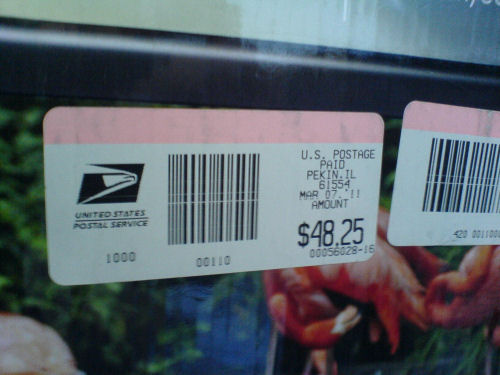 UNITED STATES
POSTAL SERVICE
1000
00110
U.S. POSTAGE
PAID
PEKIN, IL
61554
MAR 07 '11
AMOUNT
$48.25
00056028-16